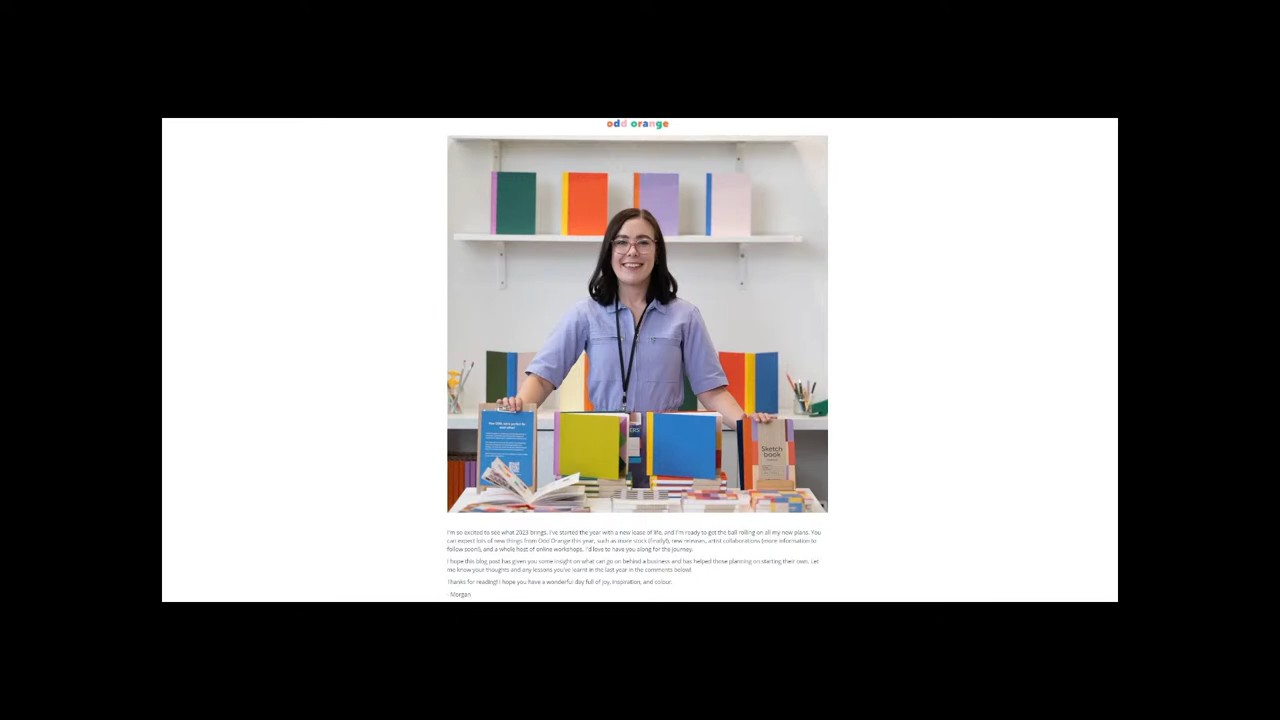 odd orange
ERS
Sketch
book
I'm so excited to see what 2023 brings. I've started the year with a new lease of life, and I'm ready to get the ball rolling on all my new plans. You
can expect lots of new things from Odd Orange this year, such as more stock (finally!), new releases, artist collaborations (more information to
follow soon!), and a whole host of online workshops. I'd love to have you along for the journey.
I hope this blog post has given you some insight on what can go on behind a business and has helped those planning on starting their own. Let
me know your thoughts and any lessons you've learnt in the last year in the comments below!
Thanks for reading! I hope you have a wonderful day full of joy, inspiration, and colour.
- Morgan